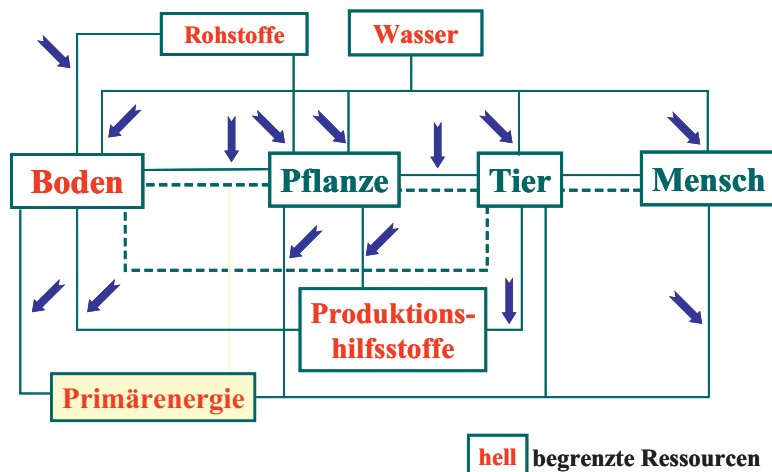 Rohstoffe
Wasser
Boden
Pflanze
Tier
Mensch
Produktions-
hilfsstoffe
Primärenergie
hell begrenzte Ressourcen